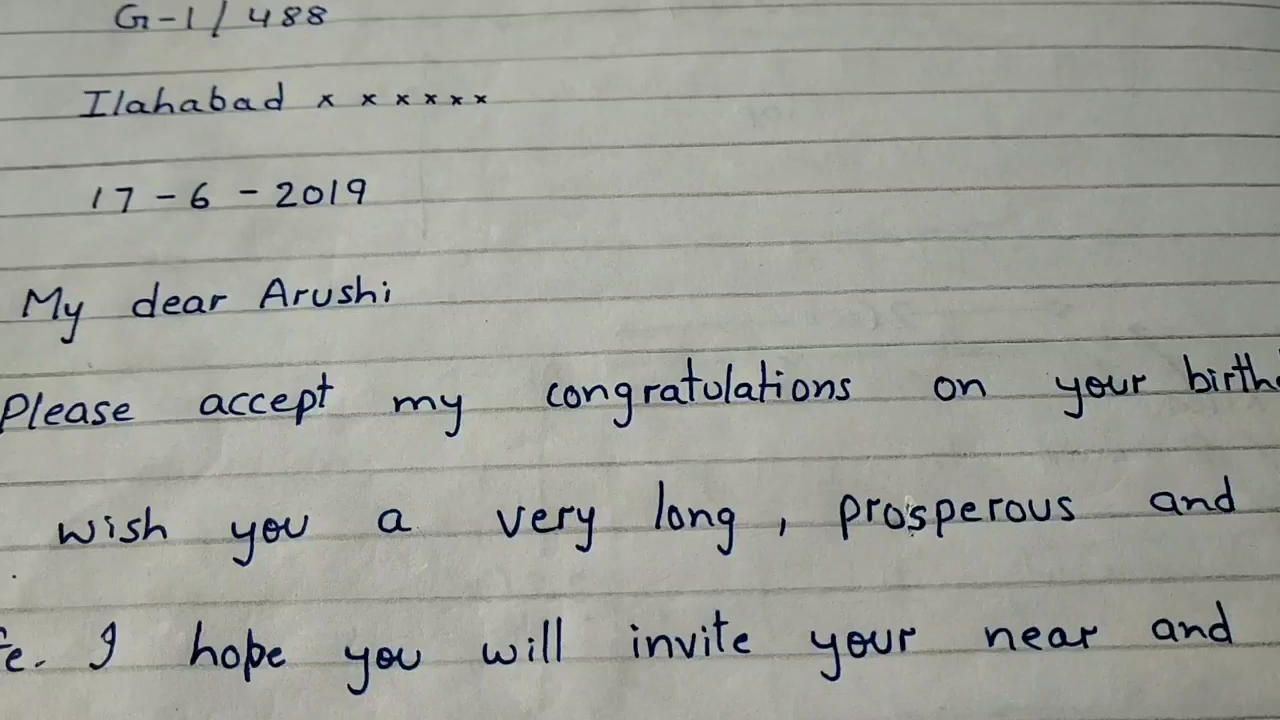 G-1/488
Ilahabad x x x x x x
17-6-2019
My dear Arushi
Please accept my congratulations on your
wish you a very long, prosperous and
I hope you will invite your near and